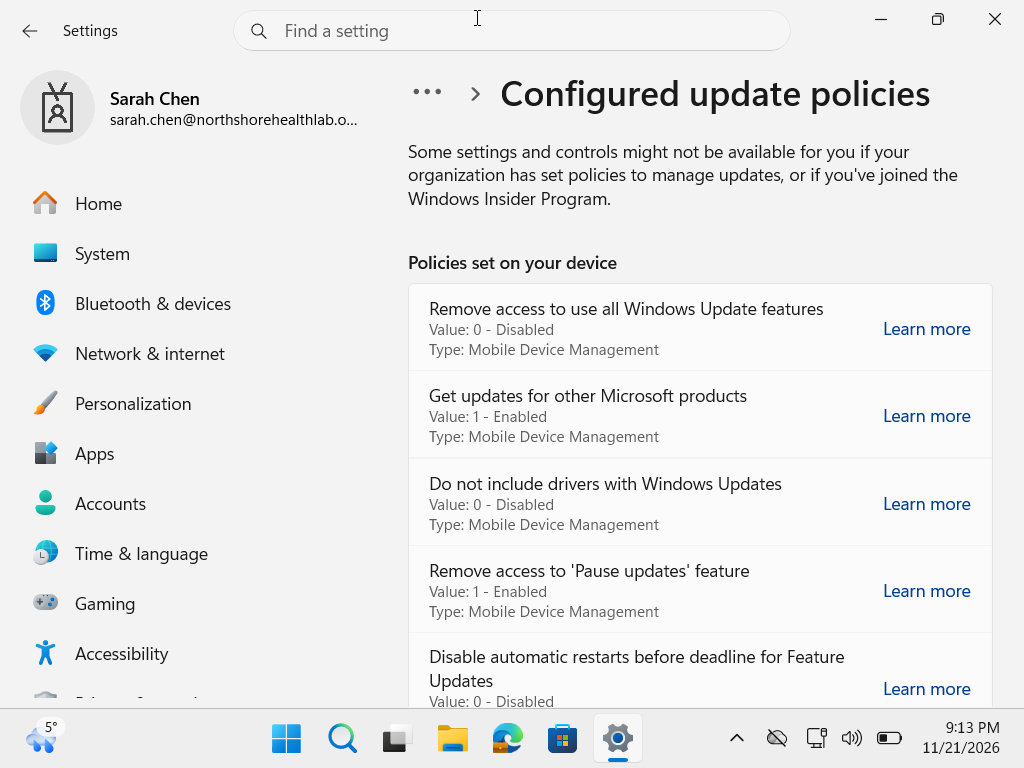 Settings
Find a setting
Sarah Chen
sarah.chen@northshorehealthlab.o...
Home
System
Bluetooth & devices
Network & internet
Personalization
Apps
Accounts
Time & language
Gaming
Accessibility
Configured update policies
Some settings and controls might not be available for you if your
organization has set policies to manage updates, or if you've joined the
Windows Insider Program.
Policies set on your device
Remove access to use all Windows Update features
Value: 0 - Disabled
Type: Mobile Device Management
Learn more
Get updates for other Microsoft products
Value: 1 - Enabled
Type: Mobile Device Management
Learn more
Do not include drivers with Windows Updates
Value: 0 - Disabled
Type: Mobile Device Management
Learn more
Remove access to 'Pause updates' feature
Value: 1 - Enabled
Type: Mobile Device Management
Learn more
Disable automatic restarts before deadline for Feature
Updates
Value: 0 - Disabled
Learn more
5°
9:13 PM
11/21/2026